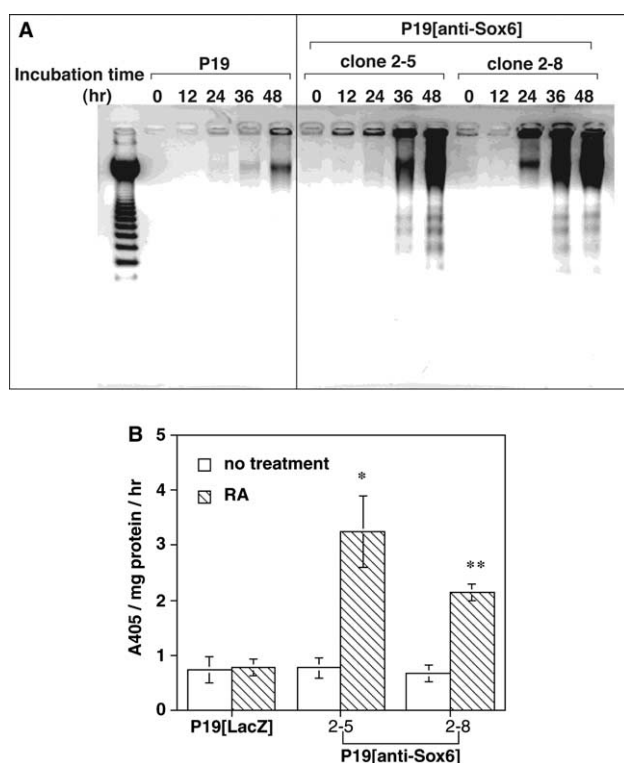 A
P19[anti-Sox6]
P19
clone 2-5
clone 2-8
Incubation time
(hr)
0 12 24 36 48
0 12 24 36 48
0 12 24 36 48
B
5
4
3
2
1
0
A405 / mg protein / hr
no treatment
RA
*
**
P19[LacZ]
2-5
2-8
P19[anti-Sox6]